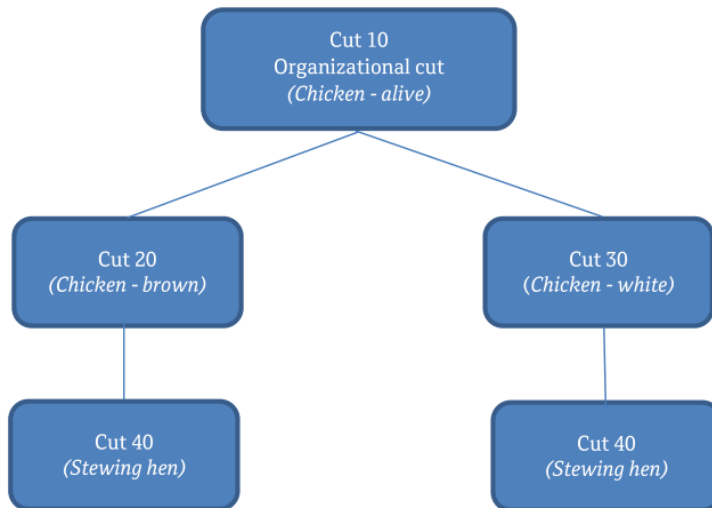 Cut 10
Organizational cut
(Chicken - alive)
Cut 20
(Chicken - brown)
Cut 30
(Chicken - white)
Cut 40
(Stewing hen)
Cut 40
(Stewing hen)